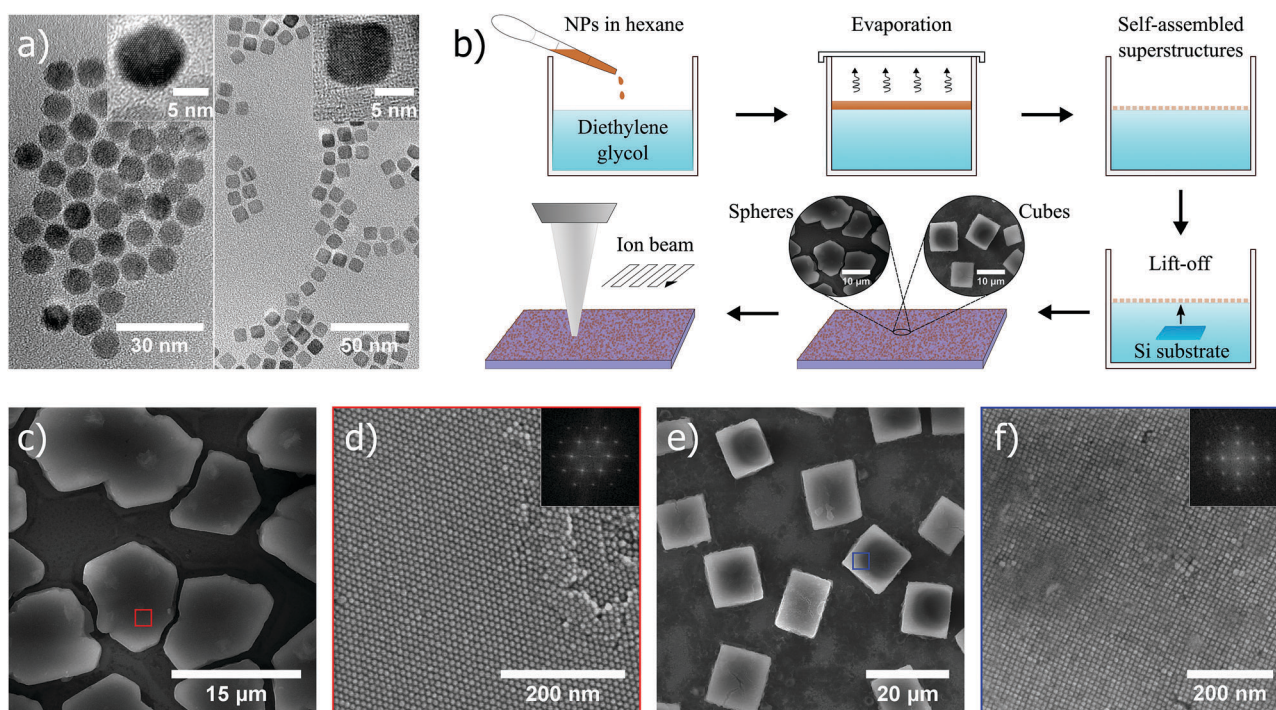 a)
5 nm
5 nm
30 nm
50 nm
b)
NPs in hexane
Diethylene
glycol
Evaporation
Self-assembled
superstructures
Lift-off
Si substrate
Spheres
10 µm
Cubes
10 µm
Ion beam
c)
15 µm
d)
200 nm
e)
20 µm
f)
200 nm